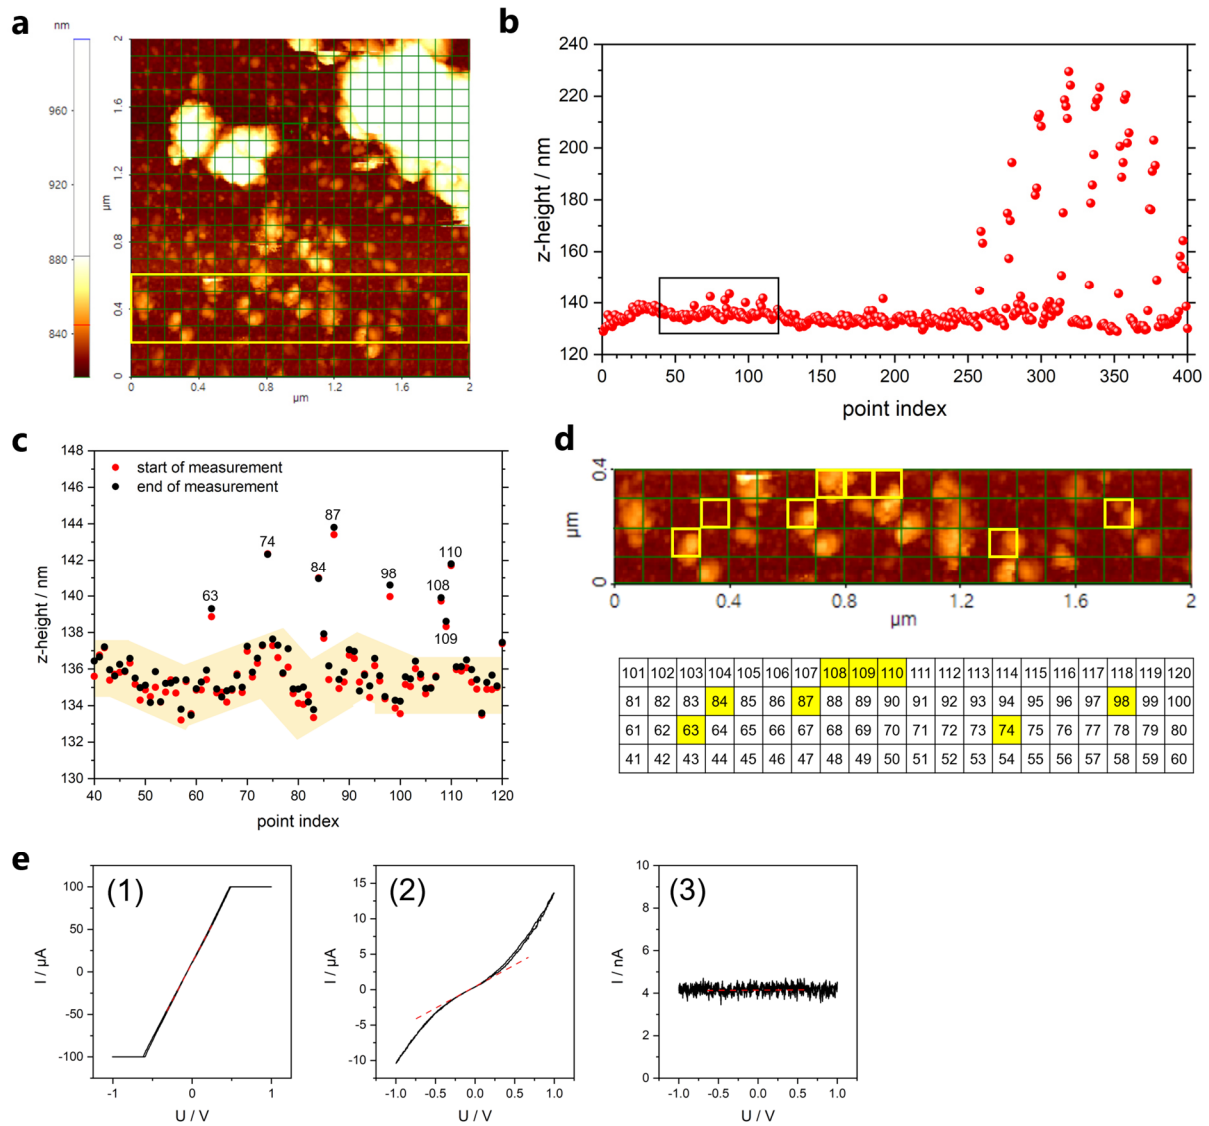 a
nm
960
920
880
840
2
1.6
1.2
0.8
0.4
0
μm
0 0.4 0.8 1.2 1.6 2
μm
b
240
220
200
180
160
140
120
z-height / nm
0 50 100 150 200 250 300 350 400
point index
c
148
146
144
142
140
138
136
134
132
130
z-height / nm
start of measurement
end of measurement
87
74
84
63
98
110
108
109
40 50 60 70 80 90 100 110 120
point index
d
0.4
μm
0
0 0.4 0.8 1.2 1.6 2
μm
101 102 103 104 105 106 107 108 109 110 111 112 113 114 115 116 117 118 119 120
81 82 83 84 85 86 87 88 89 90 91 92 93 94 95 96 97 98 99 100
61 62 63 64 65 66 67 68 69 70 71 72 73 74 75 76 77 78 79 80
41 42 43 44 45 46 47 48 49 50 51 52 53 54 55 56 57 58 59 60
e
(1)
100
50
0
-50
-100
I / μA
-1 0 1
U / V
(2)
15
10
5
0
-5
-10
I / μA
-1.0 -0.5 0.0 0.5 1.0
U / V
(3)
10
8
6
4
2
0
I / nA
-1.0 -0.5 0.0 0.5 1.0
U / V